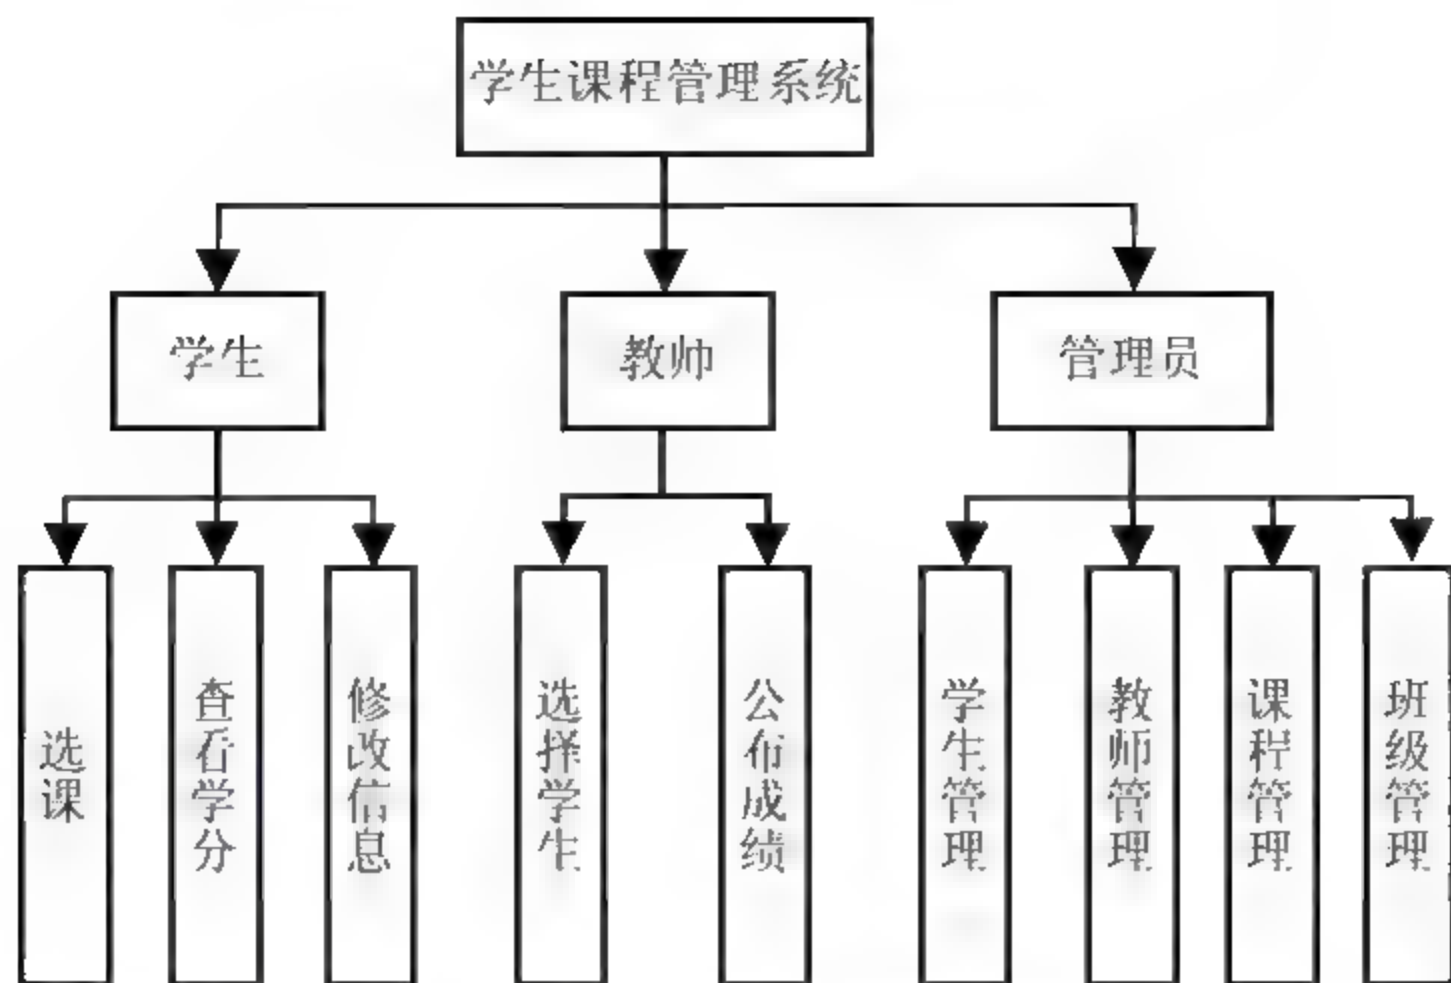 学生课程管理系统
学生
教师
管理员
选课
查看学分
修改信息
选择学生
公布成绩
学生管理
教师管理
课程管理
班级管理